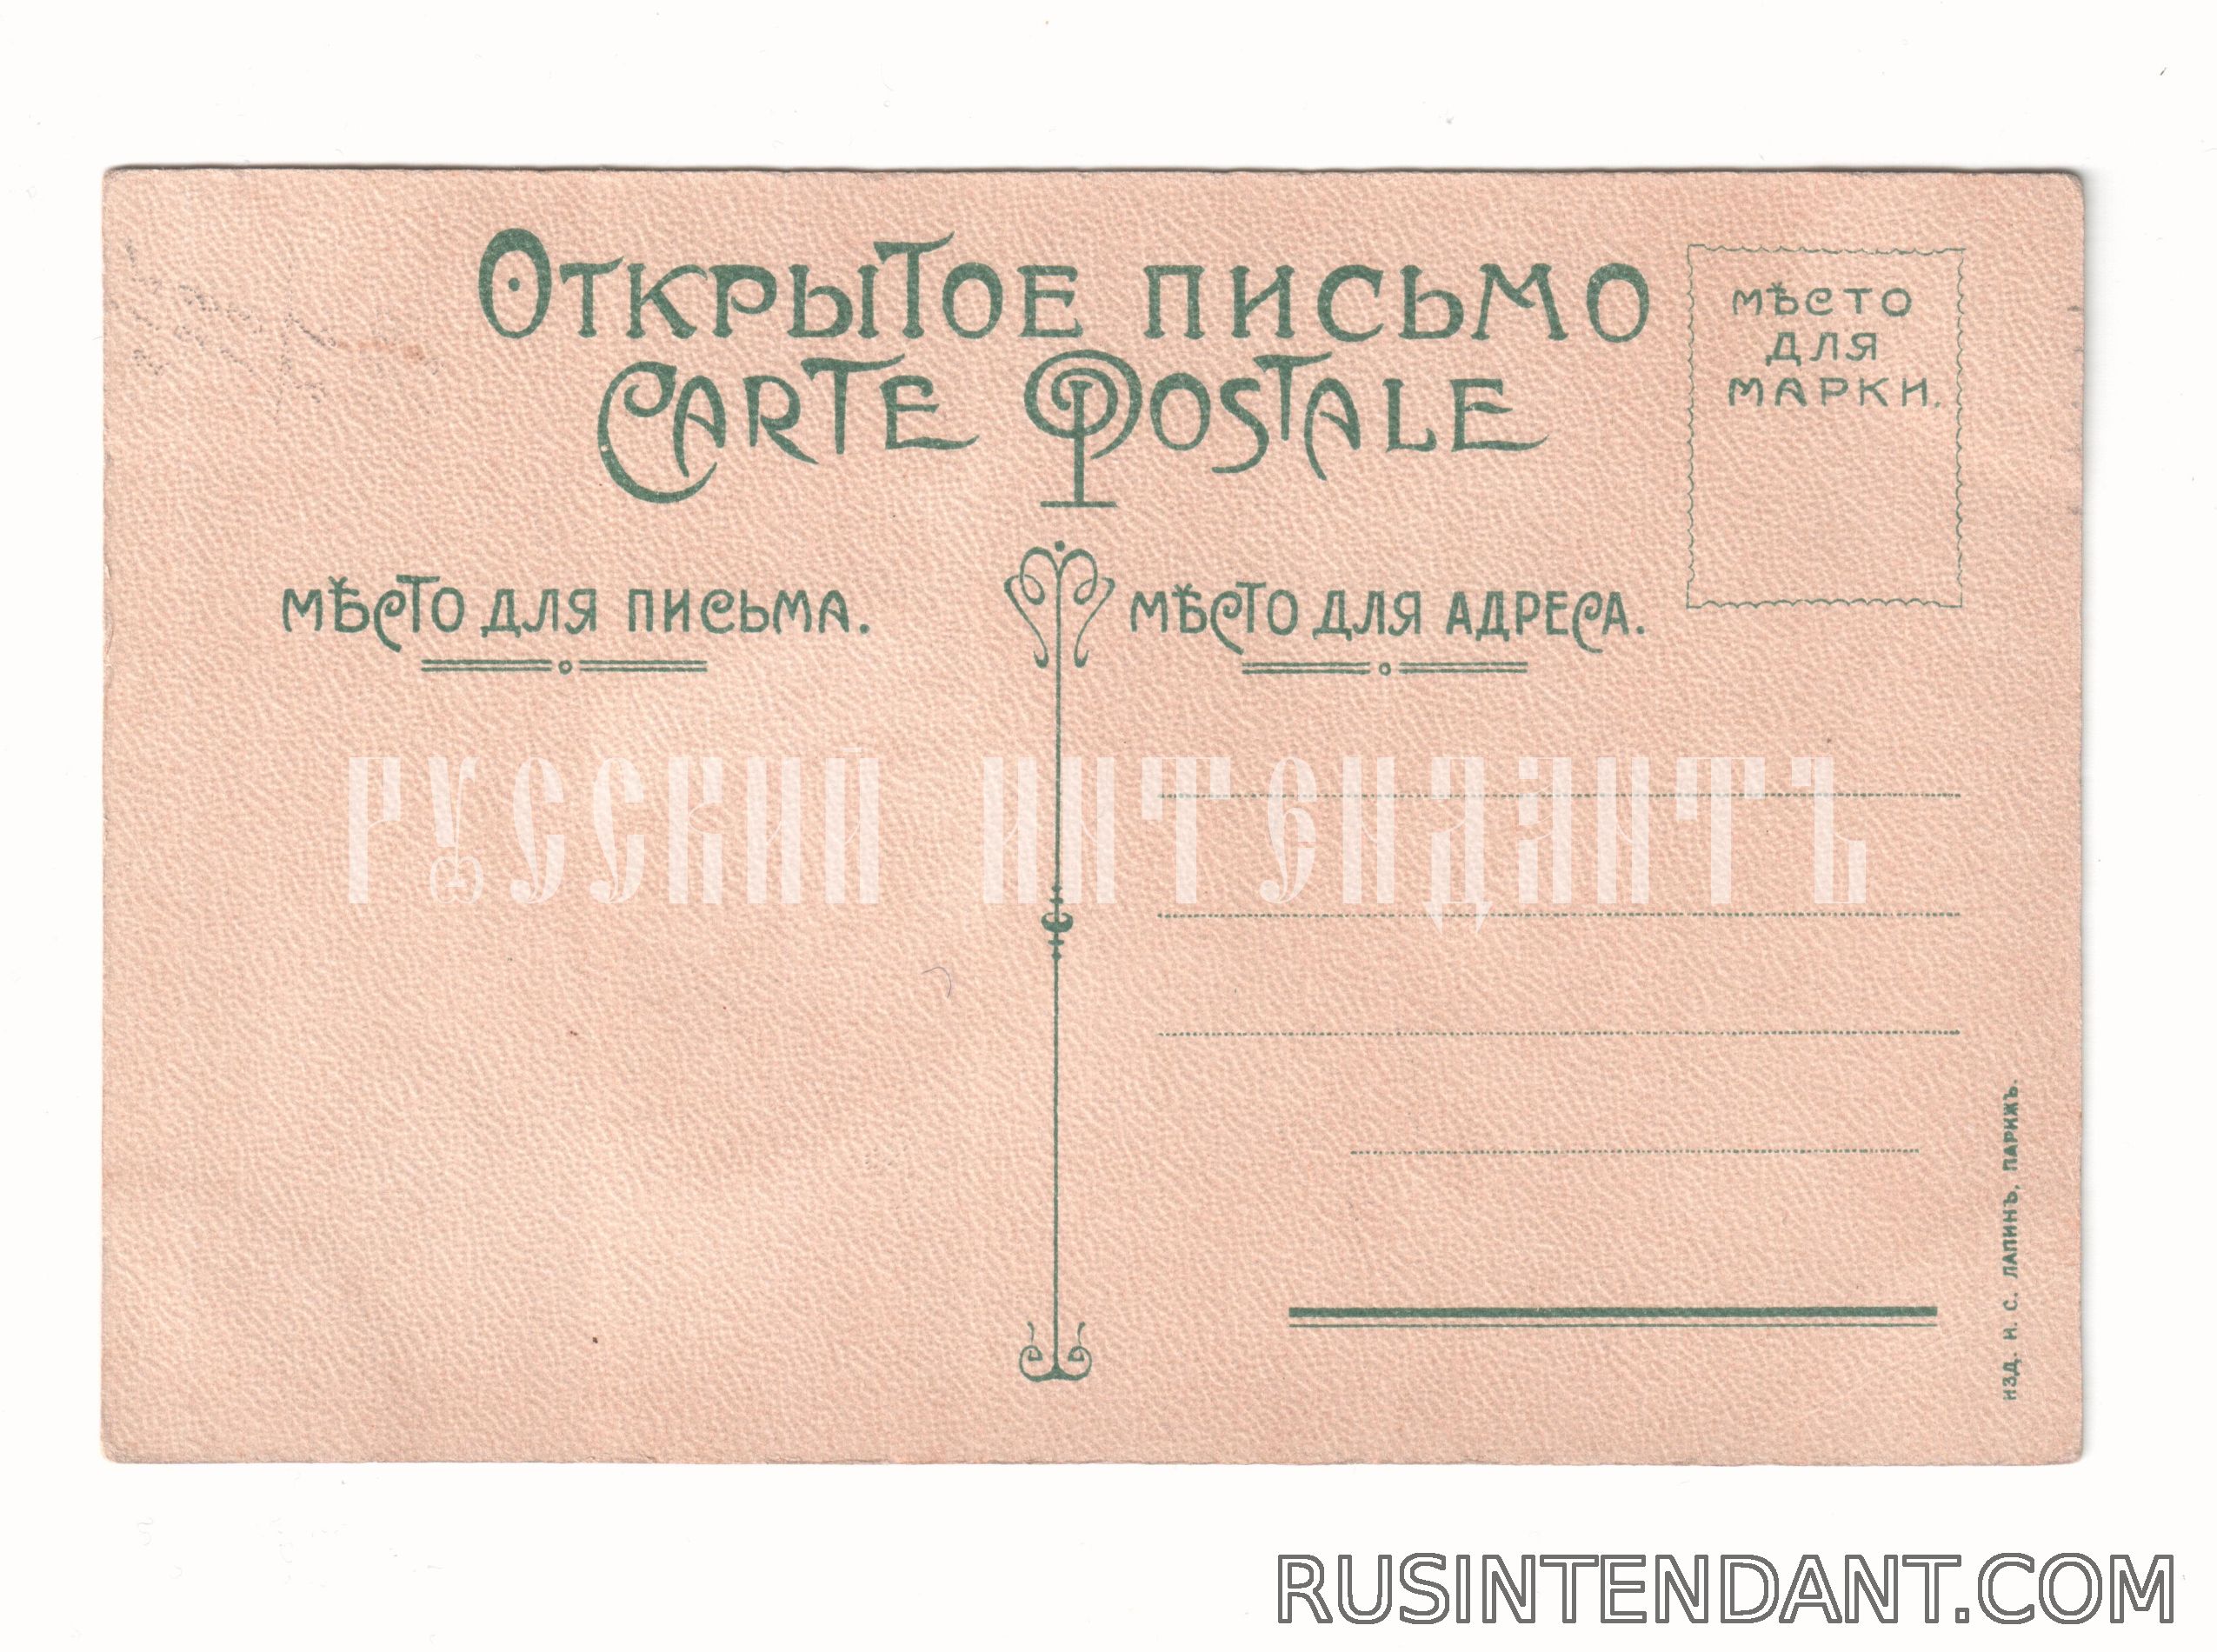 Открытое письмо
Carte Postale
Мѣсто
для
марки.
Мѣсто для письма.
Мѣсто для адреса.
Русский Интендантъ
Изд. И. С. Лапинъ, Парижъ.
RUSINTENDANT.COM